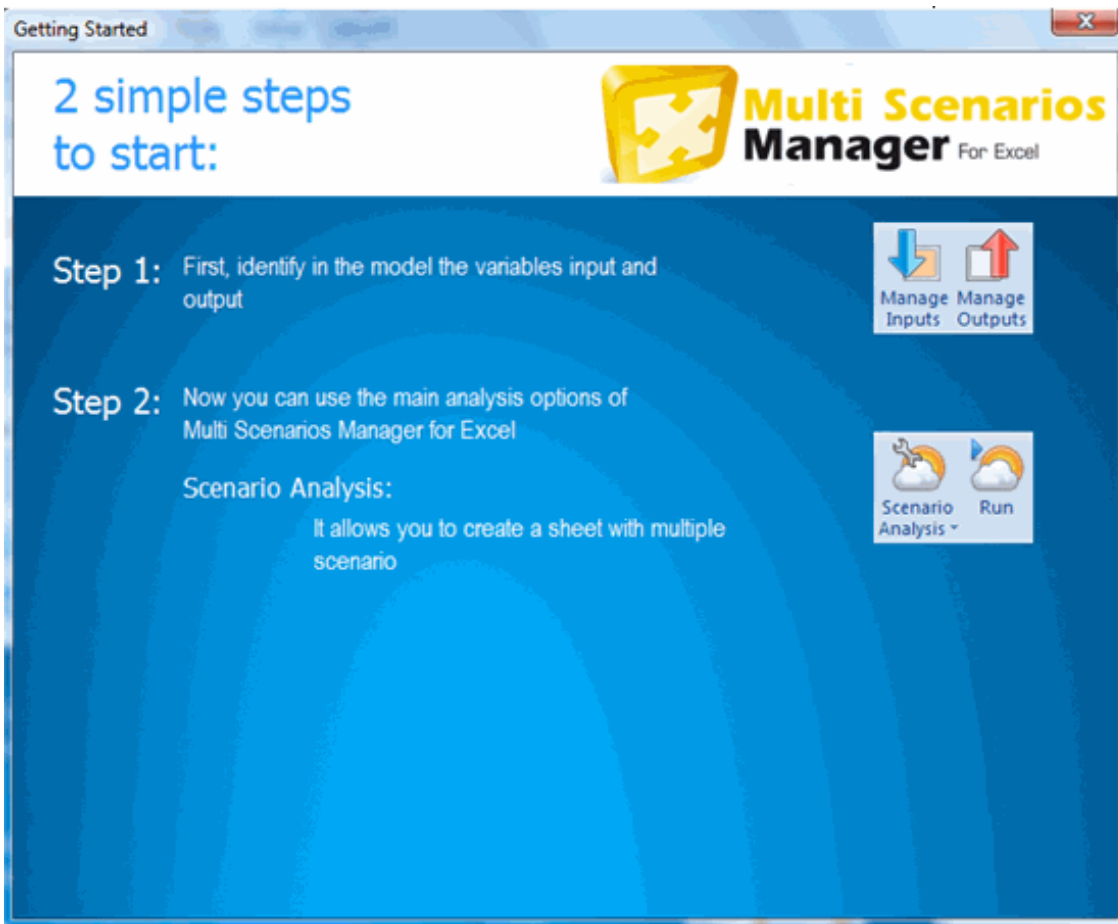 Getting Started
2 simple steps
to start:
Multi Scenarios
Manager For Excel
Step 1: First, identify in the model the variables input and
output
Manage Manage
Inputs Outputs
Step 2: Now you can use the main analysis options of
Multi Scenarios Manager for Excel
Scenario Analysis:
It allows you to create a sheet with multiple
scenario
Scenario Run
Analysis